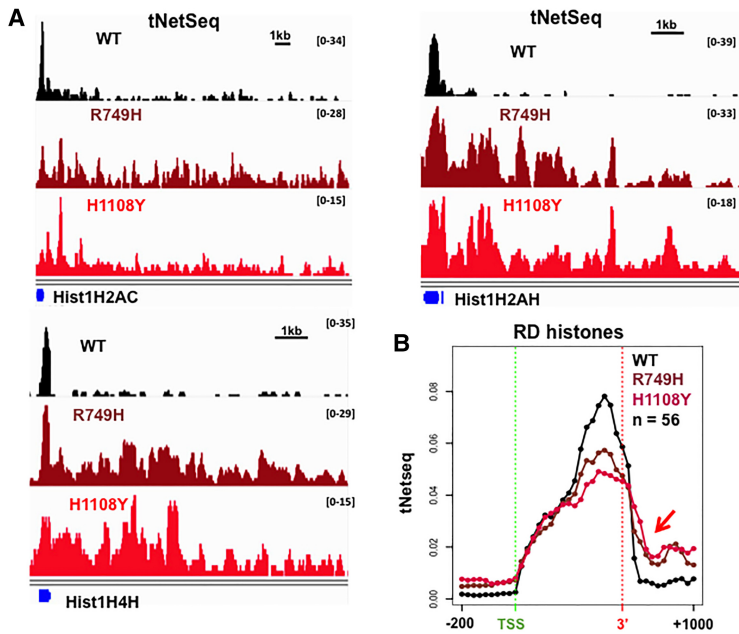 A
tNetSeq
1kb
WT
[0-34]
R749H
[0-28]
H1108Y
[0-15]
Hist1H2AC
tNetSeq
1kb
WT
[0-39]
R749H
[0-33]
H1108Y
[0-18]
Hist1H2AH
WT
1kb
[0-35]
R749H
[0-29]
H1108Y
[0-15]
Hist1H4H
B
RD histones
WT
R749H
H1108Y
n = 56
tNetseq
0.08
0.06
0.04
0.02
0.00
-200 TSS 3' +1000